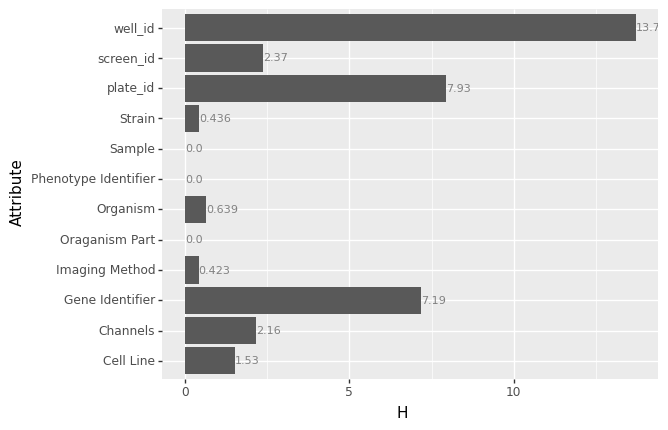 well_id 13.7
screen_id 2.37
plate_id 7.93
Strain 0.436
Sample 0.0
Phenotype Identifier 0.0
Organism 0.639
Oraganism Part 0.0
Imaging Method 0.423
Gene Identifier 7.19
Channels 2.16
Cell Line 1.53
Attribute
0 5 10
H